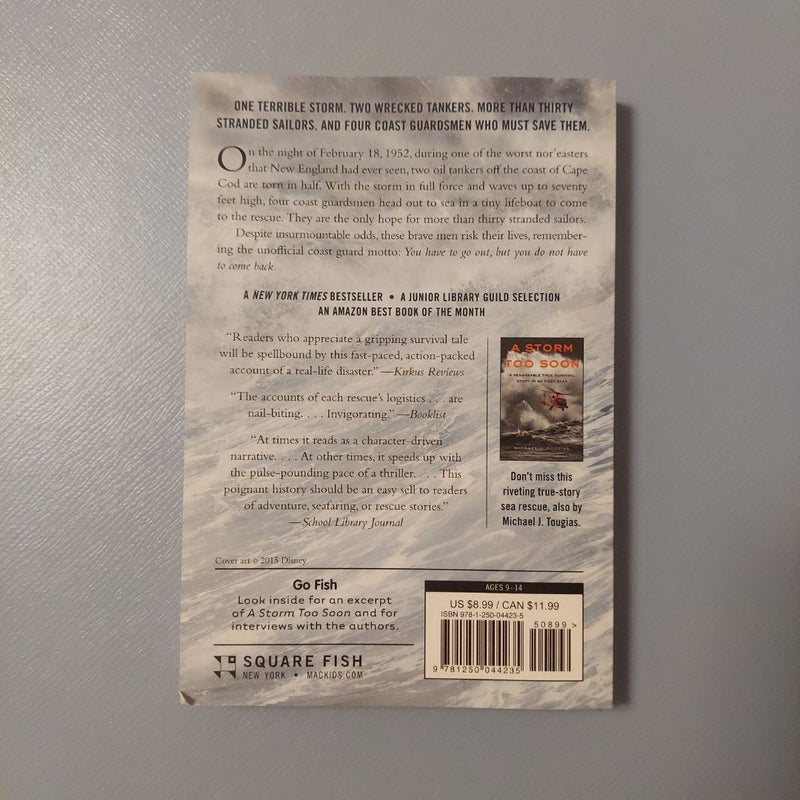 ONE TERRIBLE STORM. TWO WRECKED TANKERS. MORE THAN THIRTY
STRANDED SAILORS. AND FOUR COAST GUARDSMEN WHO MUST SAVE THEM.
On the night of February 18, 1952, during one of the worst nor'easters
that New England had ever seen, two oil tankers off the coast of Cape
Cod are torn in half. With the storm in full force and waves up to seventy
feet high, four coast guardsmen head out to sea in a tiny lifeboat to come
to the rescue. They are the only hope for more than thirty stranded sailors.
Despite insurmountable odds, these brave men risk their lives, remember-
ing the unofficial coast guard motto: You have to go out, but you do not have
to come back.
A NEW YORK TIMES BESTSELLER • A JUNIOR LIBRARY GUILD SELECTION
AN AMAZON BEST BOOK OF THE MONTH
"Readers who appreciate a gripping survival tale
will be spellbound by this fast-paced, action-packed
account of a real-life disaster." —Kirkus Reviews
"The accounts of each rescue's logistics . . . are
nail-biting. . . . Invigorating." —Booklist
"At times it reads as a character-driven
narrative. . . . At other times, it speeds up with
the pulse-pounding pace of a thriller. . . . This
poignant history should be an easy sell to readers
of adventure, seafaring, or rescue stories."
—School Library Journal
A STORM
TOO SOON
A REMARKABLE TRUE SURVIVAL
STORY IN 80-FOOT SEAS
MICHAEL J. TOUGIAS
Don't miss this
riveting true-story
sea rescue, also by
Michael J. Tougias.
Cover art © 2015 Disney
Go Fish
Look inside for an excerpt
of A Storm Too Soon and for
interviews with the authors.
SQUARE FISH
NEW YORK • MACKIDS.COM
AGES 9–14
US $8.99 / CAN $11.99
ISBN 978-1-250-04423-5
50899 >
9 781250 044235